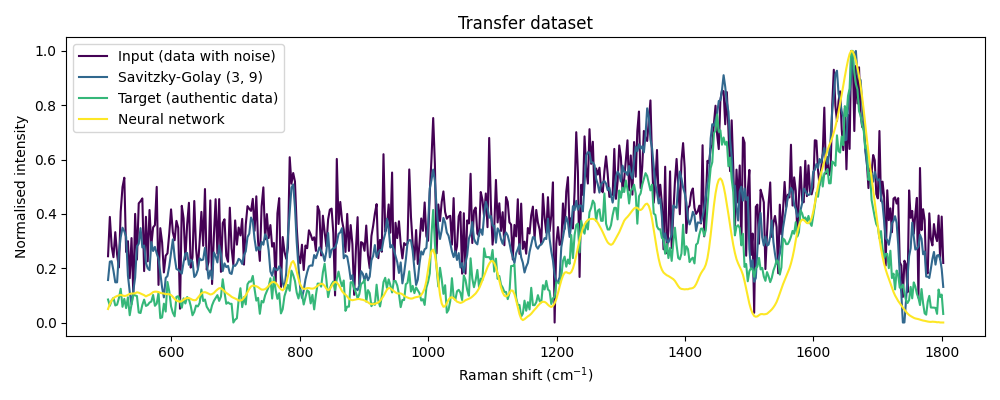 Transfer dataset
Input (data with noise)
Savitzky-Golay (3, 9)
Target (authentic data)
Neural network
Normalised intensity
1.0
0.8
0.6
0.4
0.2
0.0
600 800 1000 1200 1400 1600 1800
Raman shift (cm⁻¹)